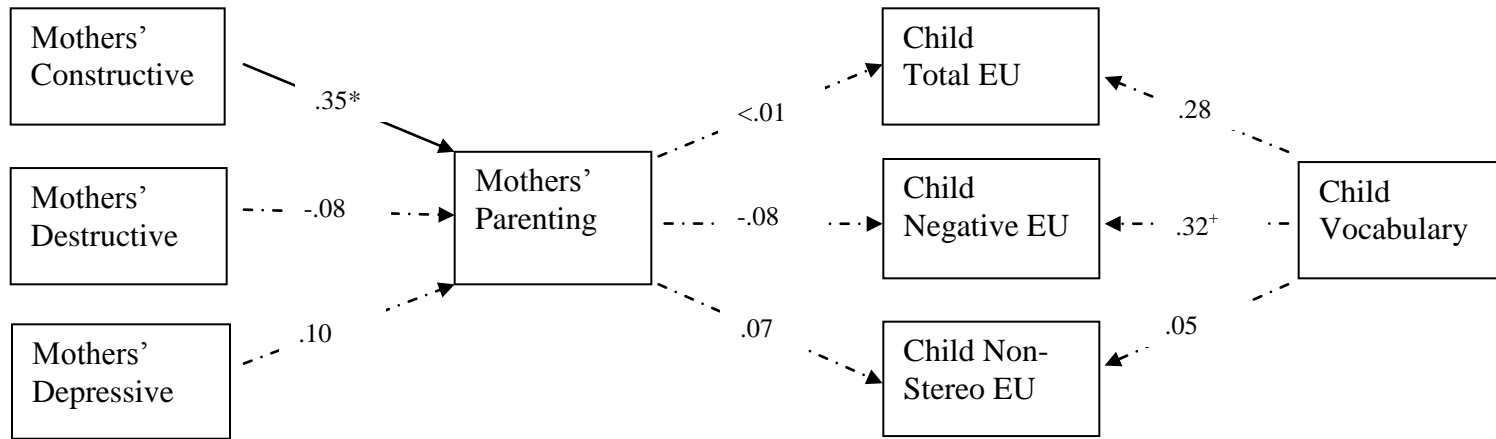 Mothers’
Constructive
.35*
Mothers’
Destructive
-.08
Mothers’
Depressive
.10
Mothers’
Parenting
<.01
-.08
.07
Child
Total EU
Child
Negative EU
Child Non-
Stereo EU
.28
.32+
.05
Child
Vocabulary